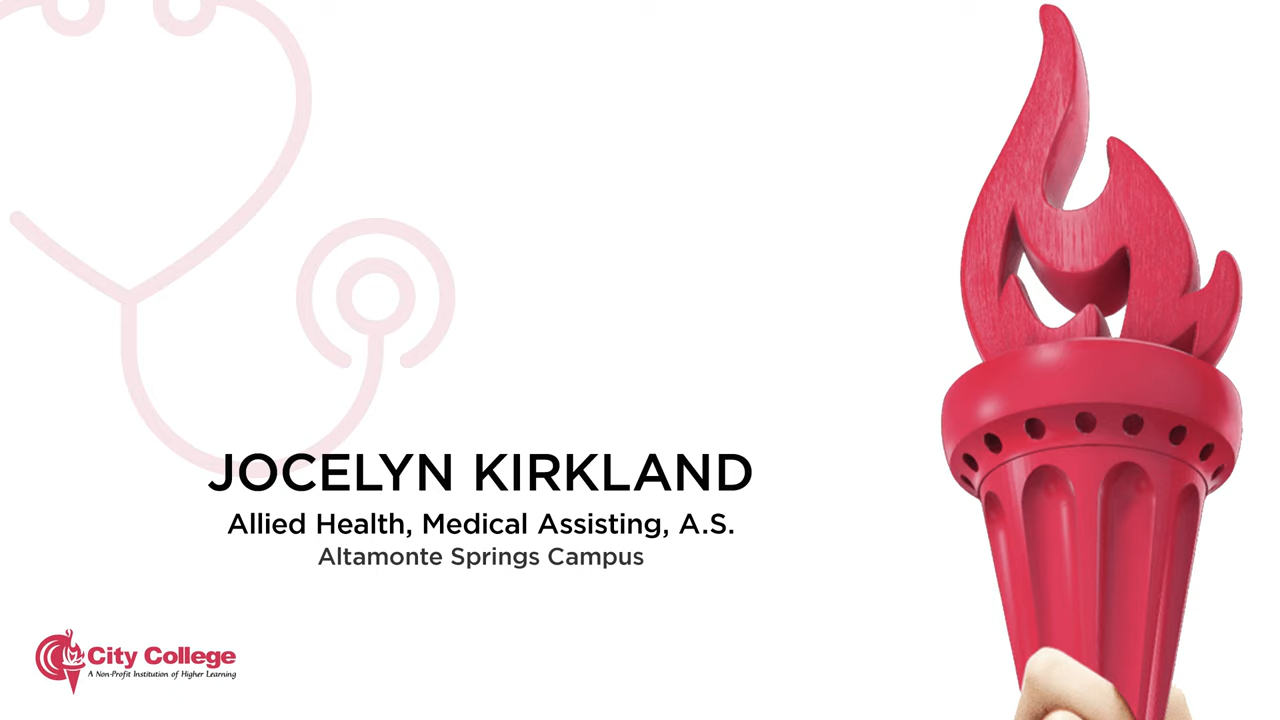 JOCELYN KIRKLAND
Allied Health, Medical Assisting, A.S.
Altamonte Springs Campus
City College
A Non-Profit Institution of Higher Learning